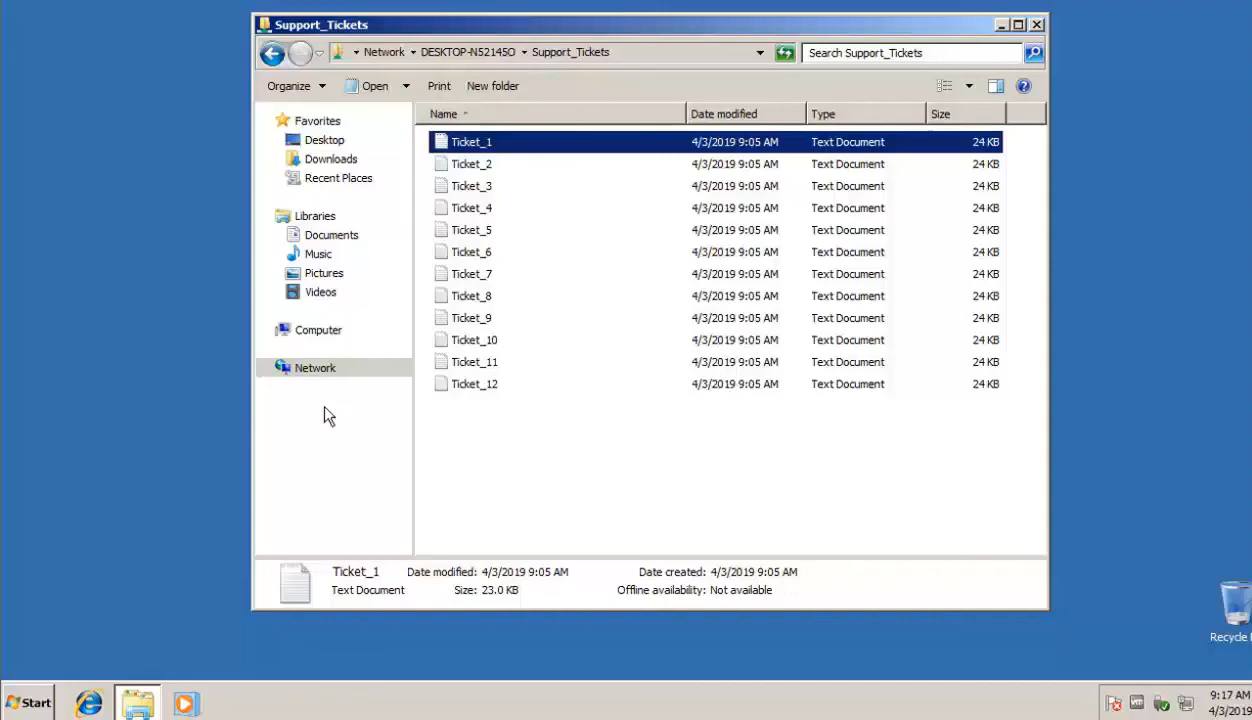 Support_Tickets
Network DESKTOP-N52145O Support_Tickets Search Support_Tickets
Organize Open Print New folder
Favorites
Desktop
Downloads
Recent Places
Libraries
Documents
Music
Pictures
Videos
Computer
Network
Name Date modified Type Size
Ticket_1 4/3/2019 9:05 AM Text Document 24 KB
Ticket_2 4/3/2019 9:05 AM Text Document 24 KB
Ticket_3 4/3/2019 9:05 AM Text Document 24 KB
Ticket_4 4/3/2019 9:05 AM Text Document 24 KB
Ticket_5 4/3/2019 9:05 AM Text Document 24 KB
Ticket_6 4/3/2019 9:05 AM Text Document 24 KB
Ticket_7 4/3/2019 9:05 AM Text Document 24 KB
Ticket_8 4/3/2019 9:05 AM Text Document 24 KB
Ticket_9 4/3/2019 9:05 AM Text Document 24 KB
Ticket_10 4/3/2019 9:05 AM Text Document 24 KB
Ticket_11 4/3/2019 9:05 AM Text Document 24 KB
Ticket_12 4/3/2019 9:05 AM Text Document 24 KB
Ticket_1 Date modified: 4/3/2019 9:05 AM Date created: 4/3/2019 9:05 AM
Text Document Size: 23.0 KB Offline availability: Not available
Recycle
Start
9:17 AM
4/3/2019